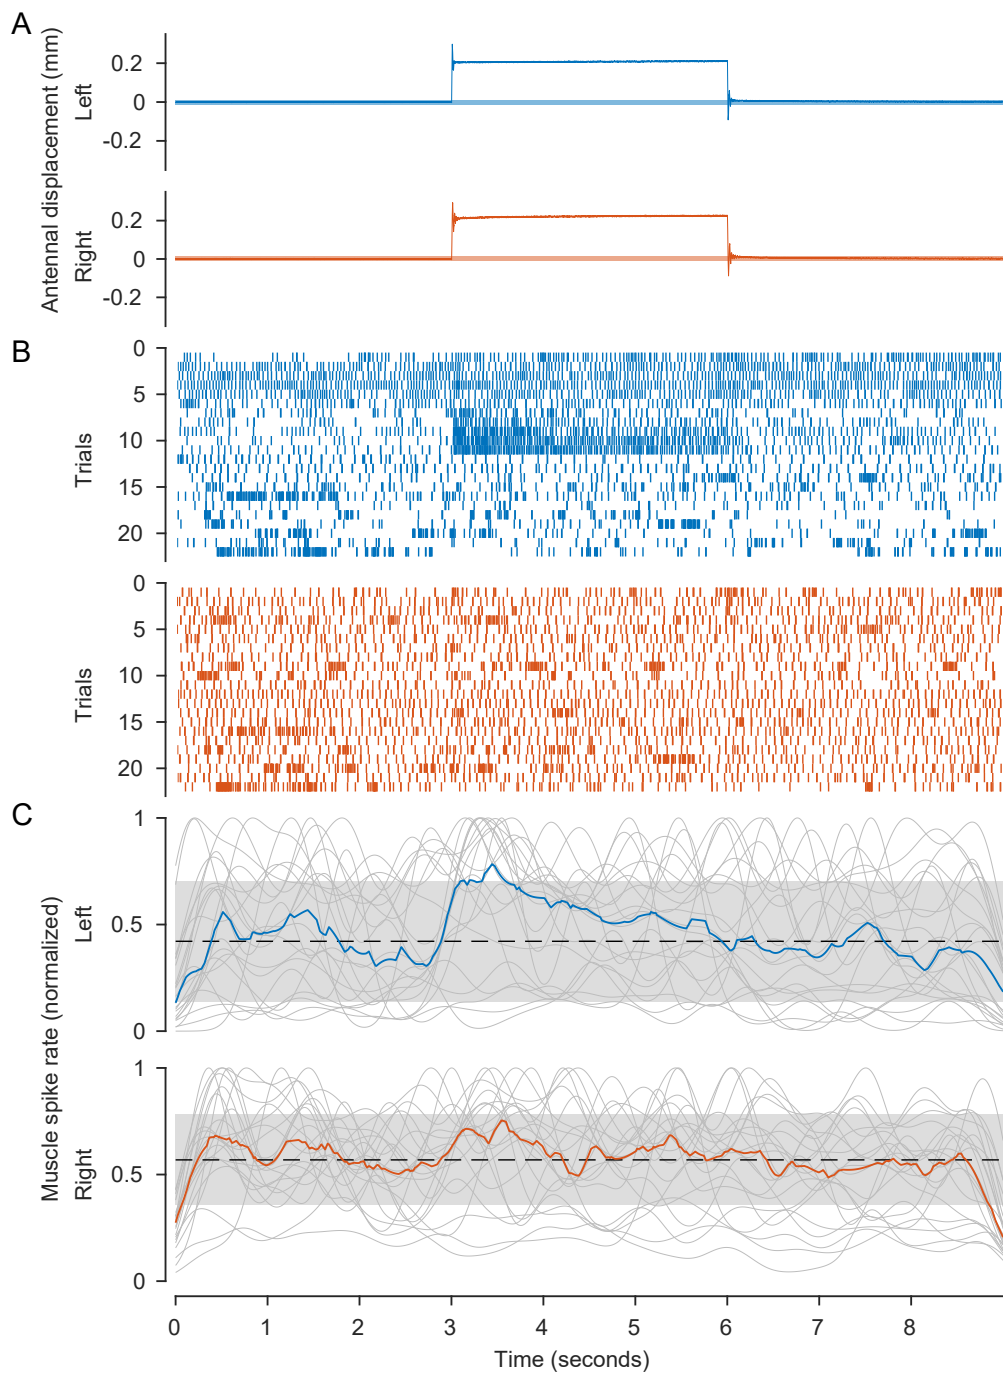 A
Antennal displacement (mm)
Left
0.2
0
-0.2
Right
0.2
0
-0.2
B
Trials
0
5
10
15
20
Trials
0
5
10
15
20
C
Muscle spike rate (normalized)
Left
1
0.5
0
Right
1
0.5
0
0 1 2 3 4 5 6 7 8
Time (seconds)